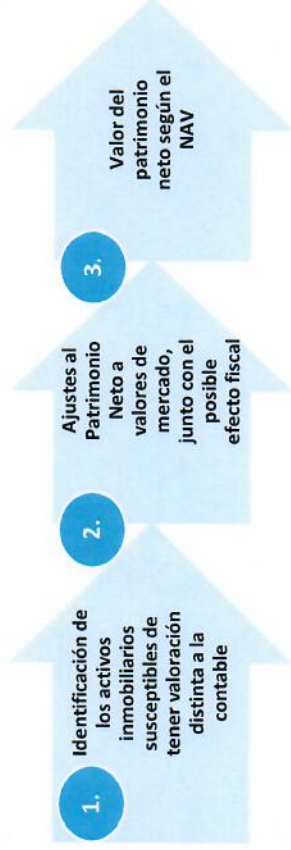 1.
Identificación de
los activos
inmobiliarios
susceptibles de
tener valoración
distinta a la
contable
2.
Ajustes al
Patrimonio
Neto a
valores de
mercado,
junto con el
posible
efecto fiscal
3.
Valor del
patrimonio
neto según el
NAV